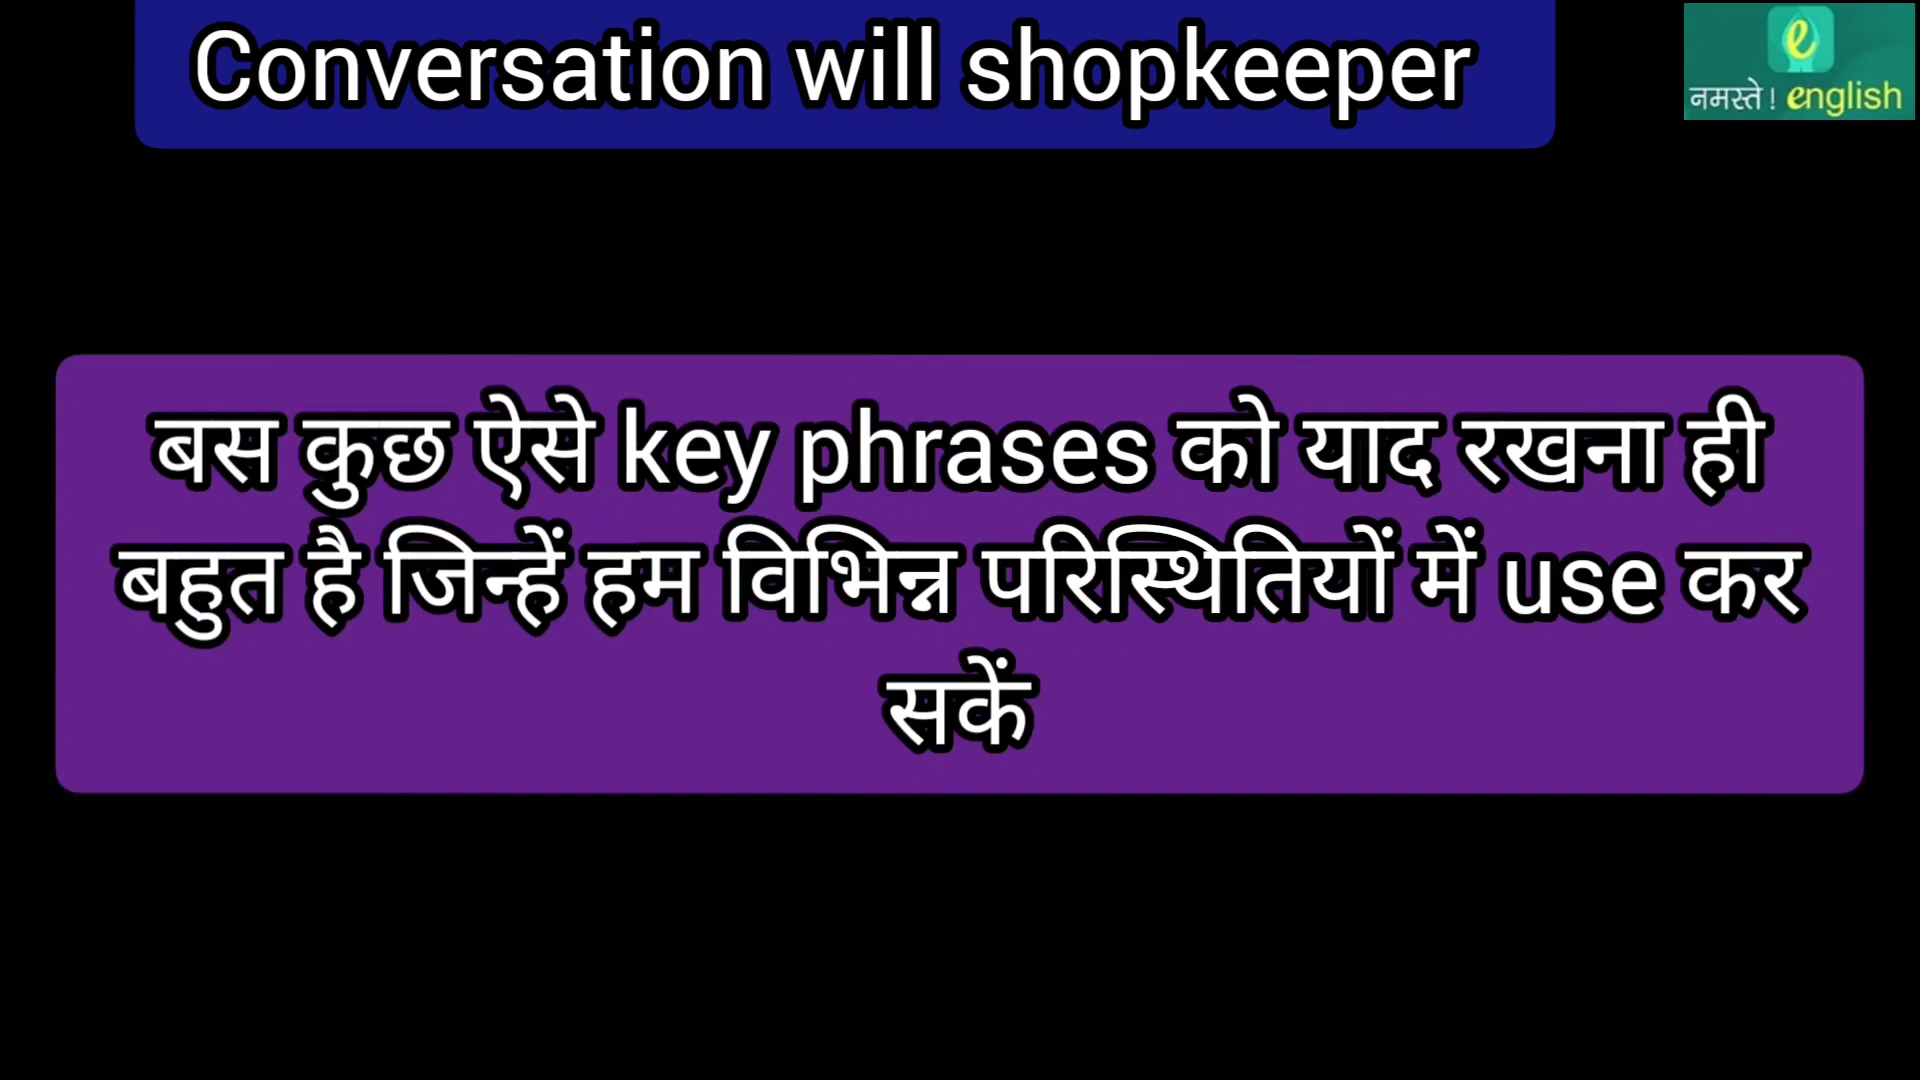 Conversation will shopkeeper
e
नमस्ते ! english
बस कुछ ऐसे key phrases को याद रखना ही
बहुत है जिन्हें हम विभिन्न परिस्थितियों में use कर
सकें